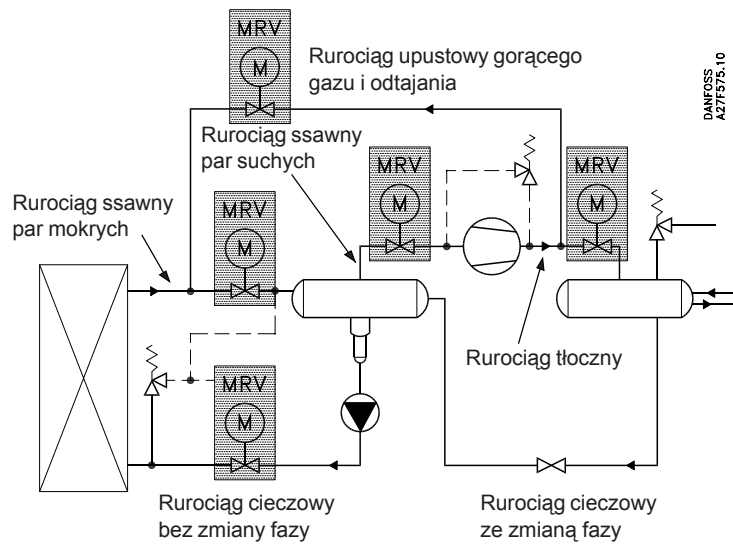 MRV
M
Rurociąg upustowy gorącego
gazu i odtajania
DANFOSS
A27F575.10
Rurociąg ssawny
par suchych
MRV
M
MRV
M
Rurociąg ssawny
par mokrych
MRV
M
Rurociąg tłoczny
MRV
M
Rurociąg cieczowy
bez zmiany fazy
Rurociąg cieczowy
ze zmianą fazy